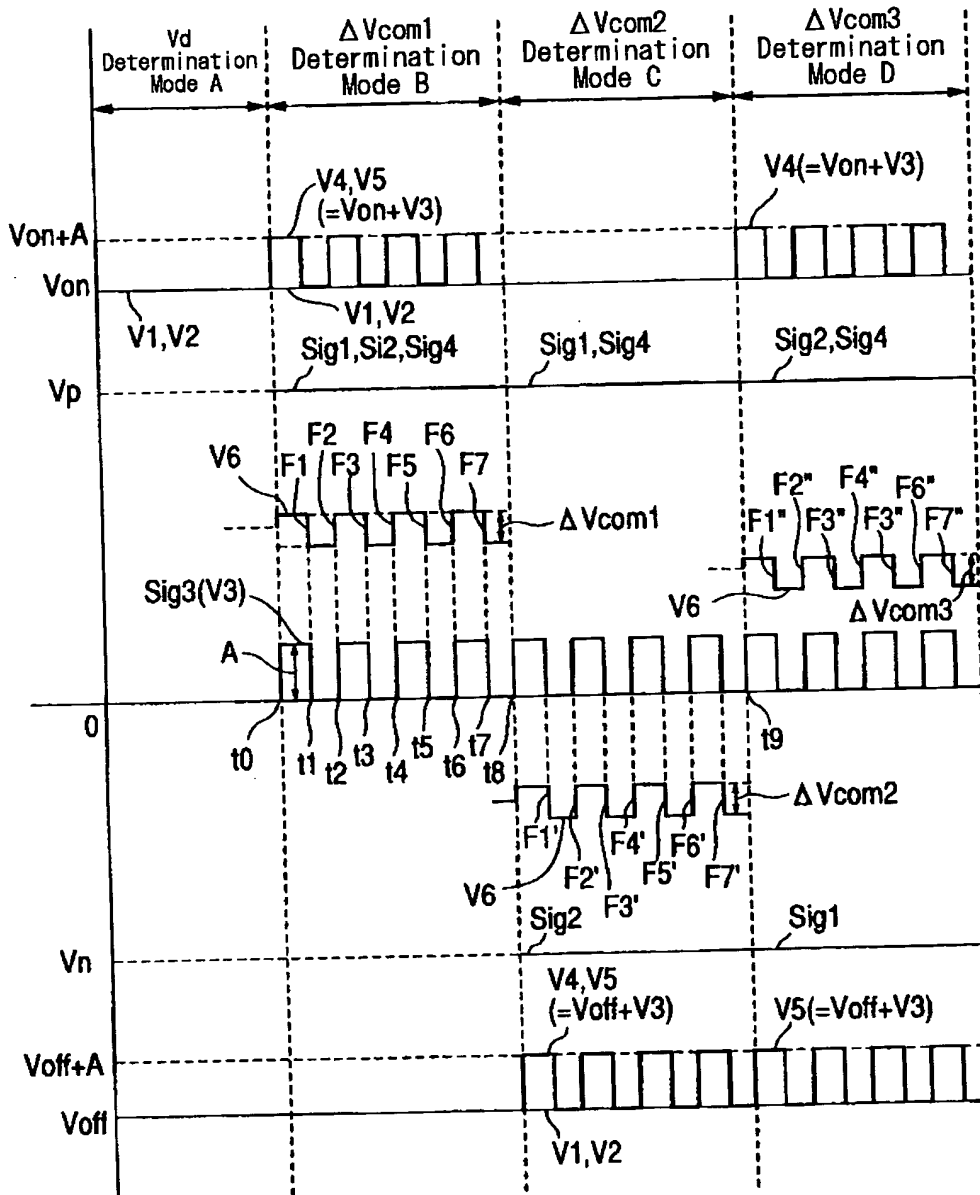 Vd
Determination
Mode A
ΔVcom1
Determination
Mode B
ΔVcom2
Determination
Mode C
ΔVcom3
Determination
Mode D
V4,V5
(=Von+V3)
V4(=Von+V3)
Von+A
Von
V1,V2
V1,V2
Sig1,Si2,Sig4
Sig1,Sig4
Sig2,Sig4
Vp
V6
F1
F2
F3
F4
F5
F6
F7
ΔVcom1
F1"
F2"
F3"
F4"
F3"
F6"
F7"
V6
ΔVcom3
Sig3(V3)
A
0
t0
t1
t2
t3
t4
t5
t6
t7
t8
t9
F1'
F2'
F3'
F4'
F5'
F6'
F7'
V6
ΔVcom2
Sig2
Sig1
Vn
V4,V5
(=Voff+V3)
V5(=Voff+V3)
Voff+A
Voff
V1,V2